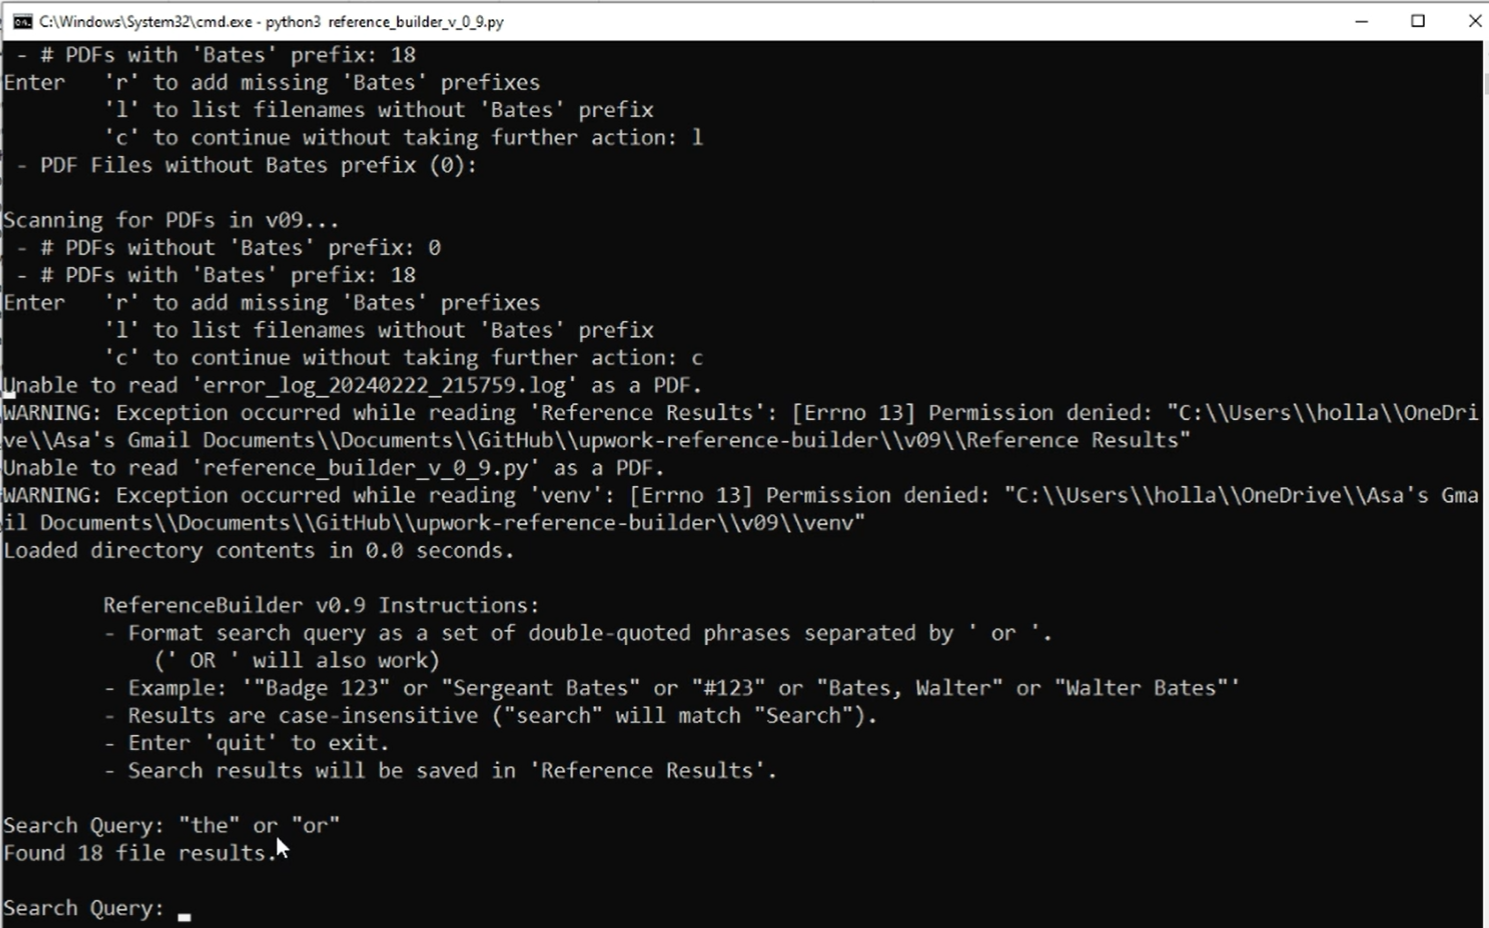 C:\Windows\System32\cmd.exe - python3 reference_builder_v_0_9.py
- # PDFs with 'Bates' prefix: 18
Enter 'r' to add missing 'Bates' prefixes
'l' to list filenames without 'Bates' prefix
'c' to continue without taking further action: l
- PDF Files without Bates prefix (0):
Scanning for PDFs in v09...
- # PDFs without 'Bates' prefix: 0
- # PDFs with 'Bates' prefix: 18
Enter 'r' to add missing 'Bates' prefixes
'l' to list filenames without 'Bates' prefix
'c' to continue without taking further action: c
Unable to read 'error_log_20240222_215759.log' as a PDF.
WARNING: Exception occurred while reading 'Reference Results': [Errno 13] Permission denied: "C:\\Users\\holla\\OneDri
ve\\Asa's Gmail Documents\\Documents\\GitHub\\upwork-reference-builder\\v09\\Reference Results"
Unable to read 'reference_builder_v_0_9.py' as a PDF.
WARNING: Exception occurred while reading 'venv': [Errno 13] Permission denied: "C:\\Users\\holla\\OneDrive\\Asa's Gma
il Documents\\Documents\\GitHub\\upwork-reference-builder\\v09\\venv"
Loaded directory contents in 0.0 seconds.
ReferenceBuilder v0.9 Instructions:
- Format search query as a set of double-quoted phrases separated by ' or '.
(' OR ' will also work)
- Example: '"Badge 123" or "Sergeant Bates" or "#123" or "Bates, Walter" or "Walter Bates"'
- Results are case-insensitive ("search" will match "Search").
- Enter 'quit' to exit.
- Search results will be saved in 'Reference Results'.
Search Query: "the" or "or"
Found 18 file results.
Search Query: